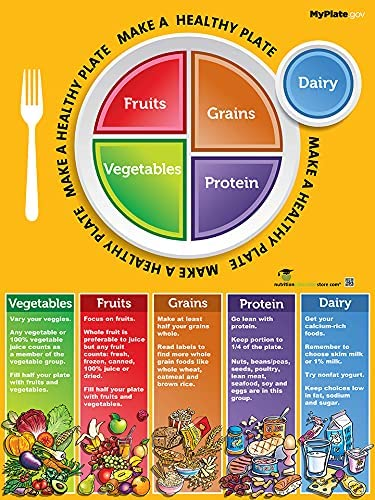 MyPlate.gov
MAKE A HEALTHY PLATE
MAKE A HEALTHY PLATE
MAKE A HEALTHY PLATE
MAKE A HEALTHY PLATE
Dairy
Fruits
Grains
Vegetables
Protein
Vegetables
Vary your veggies.
Any vegetable or
100% vegetable
juice counts as
a member of the
vegetable group.
Fill half your plate
with fruits and
vegetables.
Fruits
Focus on fruits.
Whole fruit is
preferable to juice
but any fruit
counts: fresh,
frozen, canned,
100% juice or
dried.
Fill half your plate
with fruits and
vegetables.
Grains
Make at least
half your grains
whole.
Read labels to
find more whole
grain foods like
whole wheat,
oatmeal and
brown rice.
Protein
Go lean with
protein.
Keep portion
to 1/4 of the plate.
Nuts, beans/peas,
seeds, poultry,
lean meat,
seafood, soy and
eggs are in this
group.
Dairy
Get your
calcium-rich
foods.
Remember to
choose skim milk
or 1% milk.
Try nonfat yogurt.
Keep choices low
in fat, sodium
and sugar.